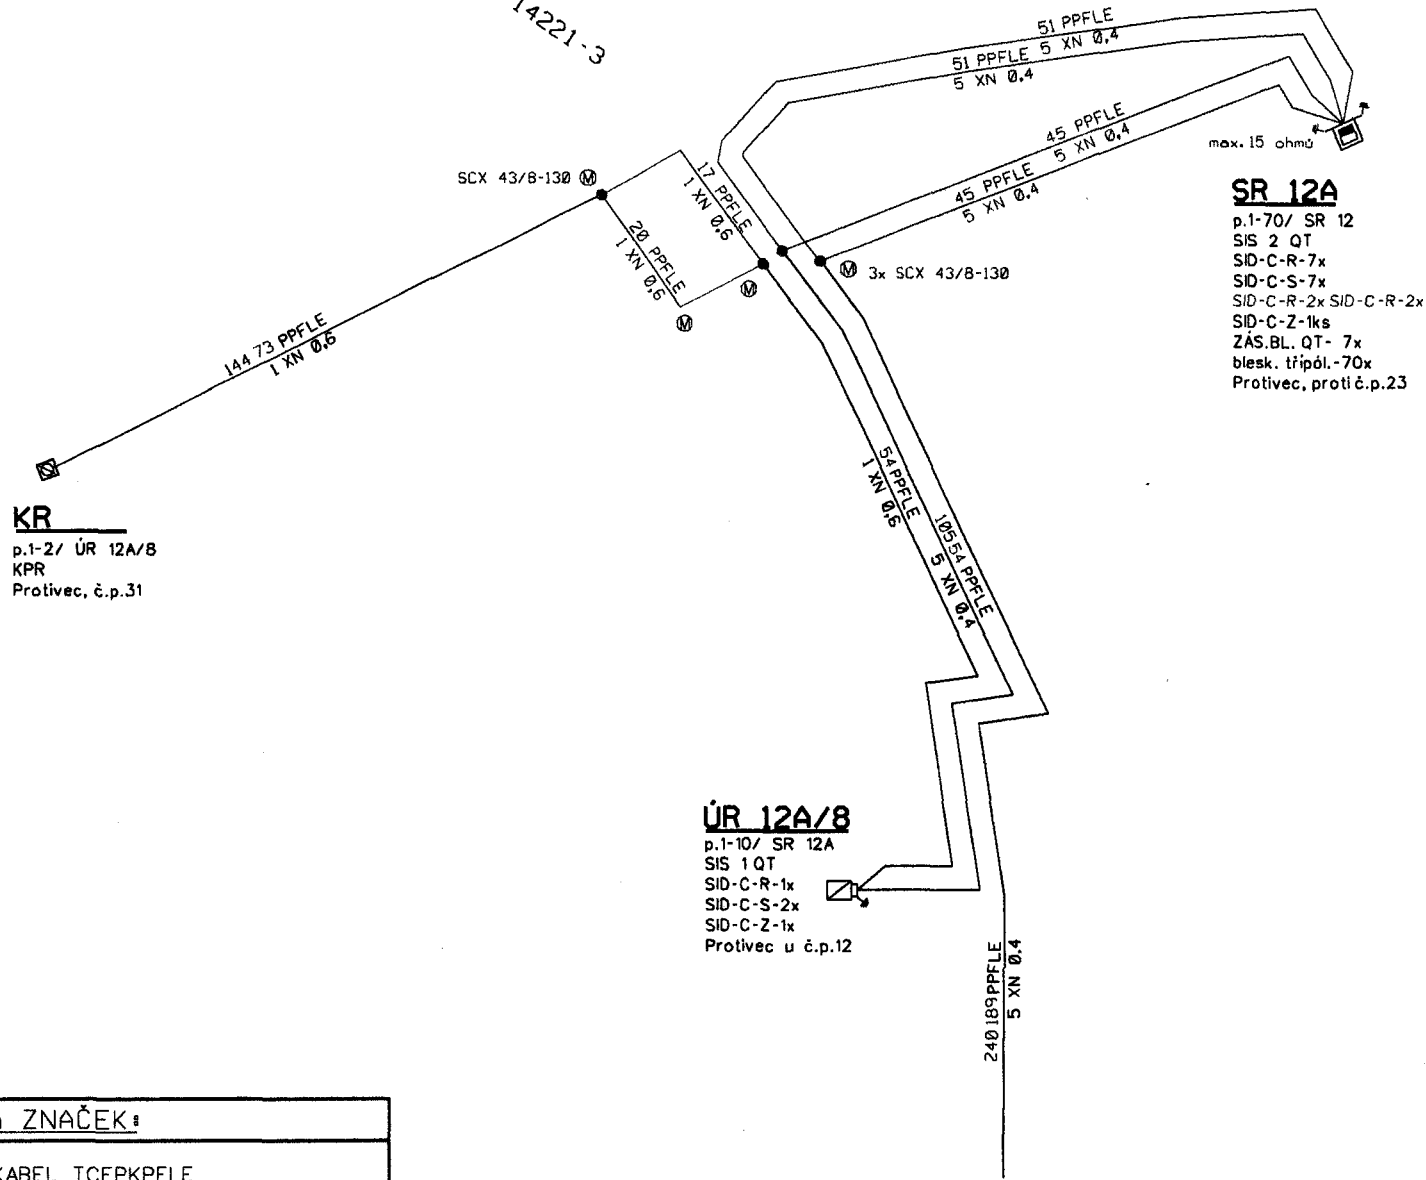 14221-3
51 PPFLE
5 XN 0.4
51 PPFLE
5 XN 0.4
45 PPFLE
5 XN 0.4
45 PPFLE
5 XN 0.4
max. 15 ohmů
SCX 43/8-130 M
17 PPFLE
1 XN 0.6
20 PPFLE
1 XN 0.6
M
M
M 3x SCX 43/8-130
144 73 PPFLE
1 XN 0.6
SR 12A
p.1-70/ SR 12
SIS 2 QT
SID-C-R-7x
SID-C-S-7x
SID-C-R-2x SID-C-R-2x
SID-C-Z-1ks
ZÁS.BL. QT- 7x
blesk. třípól.-70x
Protivec, proti č.p.23
KR
p.1-2/ ÚR 12A/8
KPR
Protivec, č.p.31
54 PPFLE
1 XN 0.6
105 54 PPFLE
5 XN 0.4
ÚR 12A/8
p.1-10/ SR 12A
SIS 1 QT
SID-C-R-1x
SID-C-S-2x
SID-C-Z-1x
Protivec u č.p.12
240 189 PPFLE
5 XN 0.4
ZNAČEK:
KABEL TCEPKPFLE